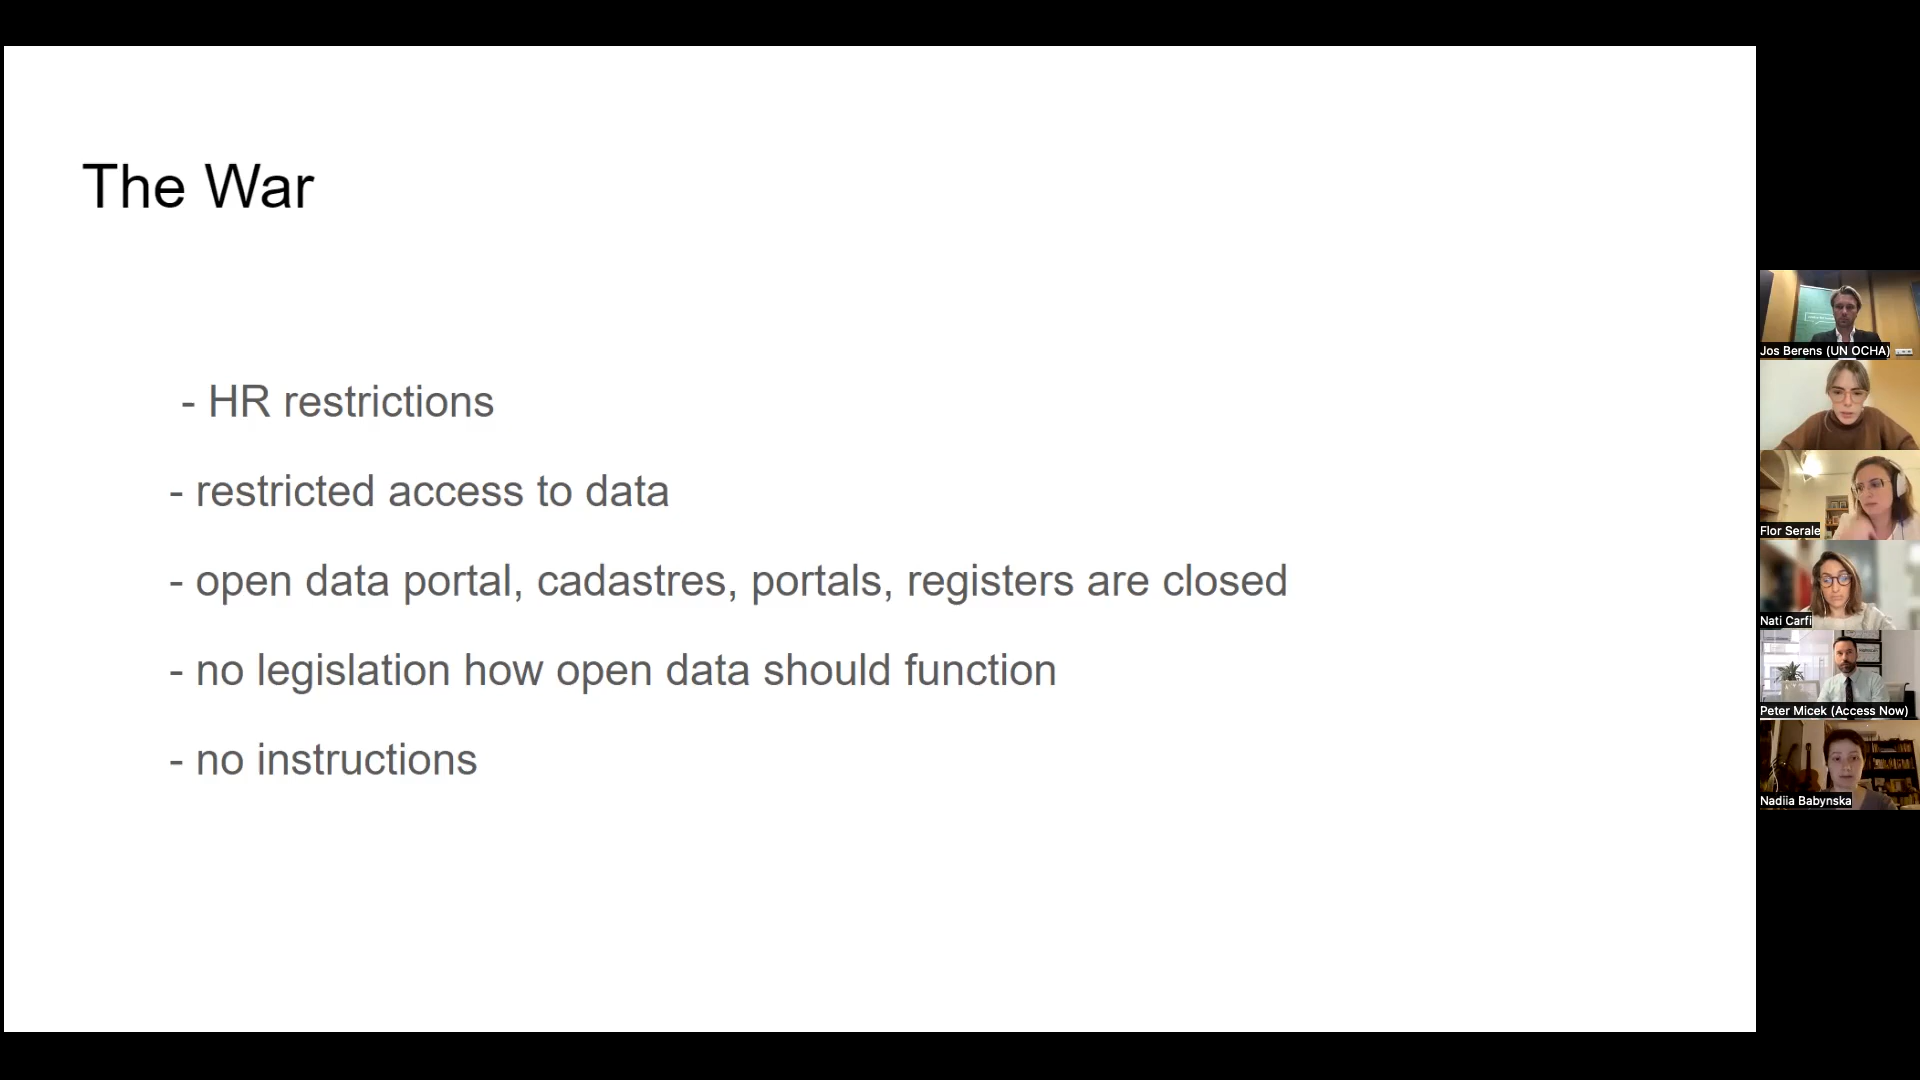 The War
- HR restrictions
- restricted access to data
- open data portal, cadastres, portals, registers are closed
- no legislation how open data should function
- no instructions
Jos Berens (UN OCHA)
Flor Serale
Nati Carfi
Peter Micek (Access Now)
Nadiia Babynska